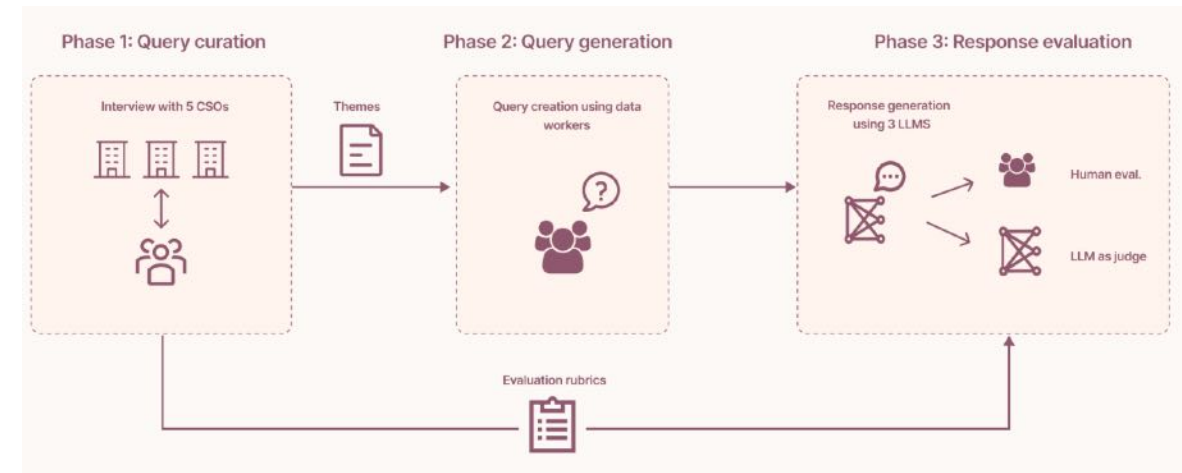 Phase 1: Query curation
Phase 2: Query generation
Phase 3: Response evaluation
Interview with 5 CSOs
Themes
Query creation using data
workers
Response generation
using 3 LLMS
Human eval.
LLM as judge
Evaluation rubrics